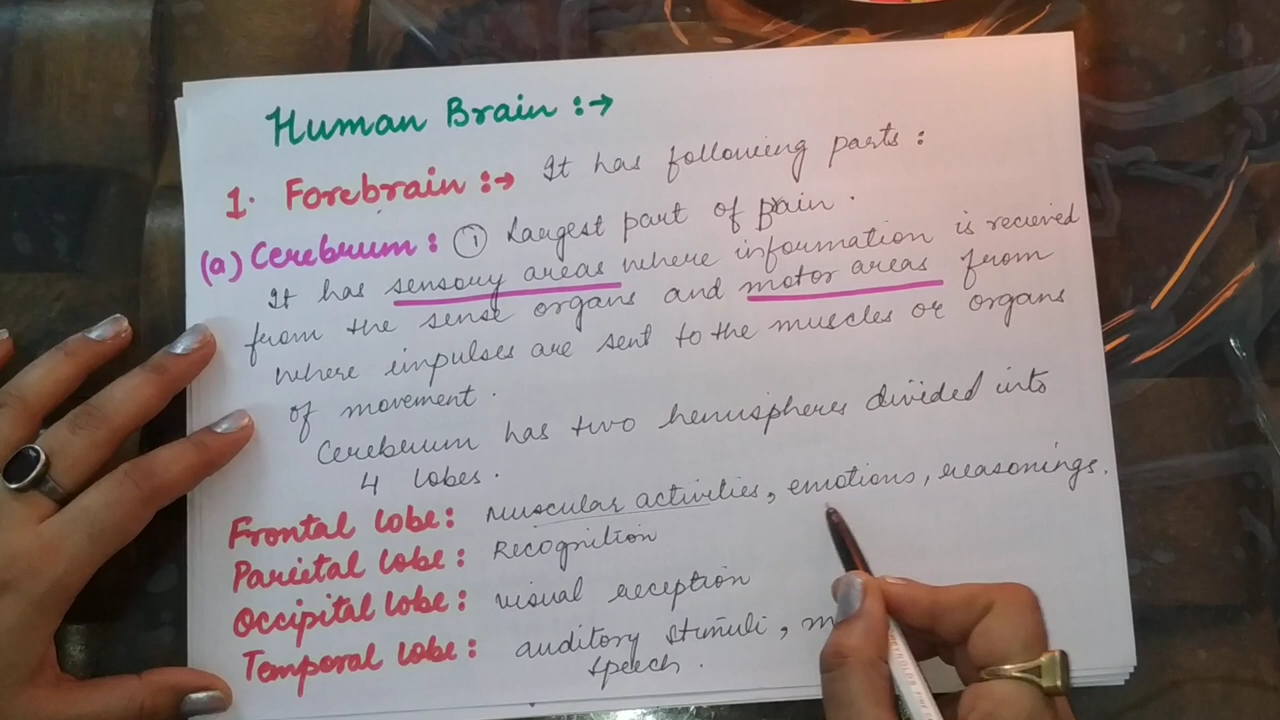 Human Brain :→
1. Forebrain :→ It has following parts :
(a) Cerebrum : ① Largest part of Brain .
It has sensory areas where information is recieved
from the sense organs and motor areas from
where impulses are sent to the muscles or organs
of movement .
Cerebrum has two hemispheres divided into
4 lobes .
Frontal lobe : Muscular activities , emotions , reasonings .
Parietal lobe : Recognition
Occipital lobe : visual reception
Temporal lobe : auditory stimuli ,
speech .